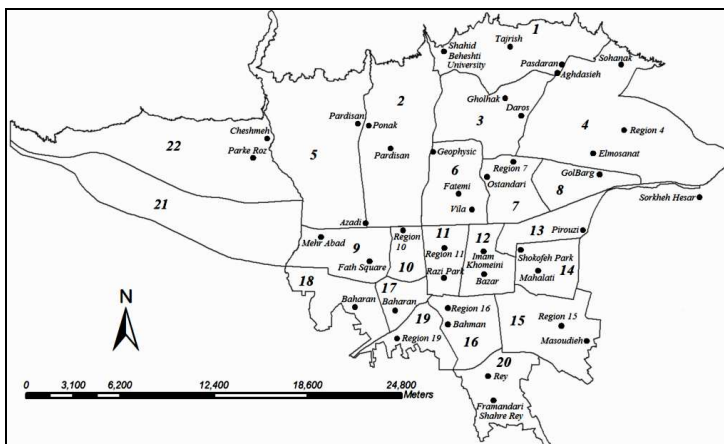 1
Shahid
Beheshti
University
Tajrish
Pasdaran
Sohanak
Aghdasieh
2
Gholhak
Daros
3
4
Region 4
Pardisan
Ponak
Pardisan
Cheshmeh
Parke Roz
22
5
Geophysic
6
Fatemi
Vila
Region 7
Ostandari
7
Elmosanat
GolBarg
8
Sorkheh Hesar
21
Azadi
Mehr Abad
9
Fath Square
Region
10
10
11
Region 11
Razi Park
12
Imam
Khomeini
Bazar
13
Pirouzi
Shokofeh Park
Mahalati
14
18
Baharan
17
Baharan
19
Region 19
Region 16
Bahman
16
15
Region 15
Masoudieh
20
Rey
Framandari
Shahre Rey
N
0 3,100 6,200 12,400 18,600 24,800
Meters